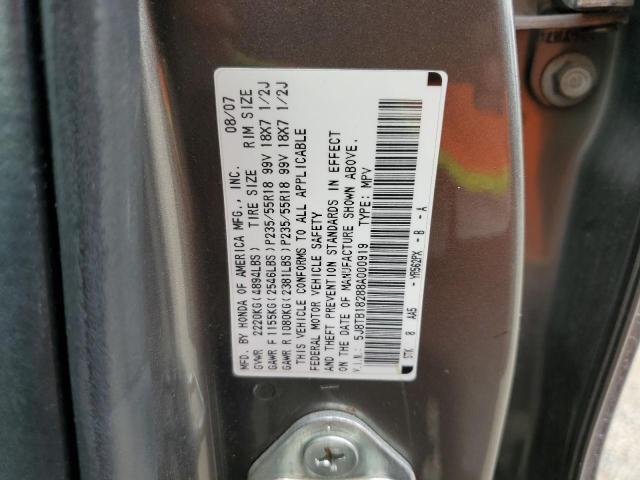 MFD. BY HONDA OF AMERICA MFG., INC. 08/07
GVWR 2220KG(4894LBS) TIRE SIZE RIM SIZE
GAWR F 1155KG(2546LBS)P235/55R18 99V 18X7 1/2J
GAWR R 1080KG(2381LBS)P235/55R18 99V 18X7 1/2J
THIS VEHICLE CONFORMS TO ALL APPLICABLE
FEDERAL MOTOR VEHICLE SAFETY
AND THEFT PREVENTION STANDARDS IN EFFECT
ON THE DATE OF MANUFACTURE SHOWN ABOVE.
V.I.N.: 5J8TB18288A000919 TYPE: MPV
STK 8 AA5 - YR562PX - B - A